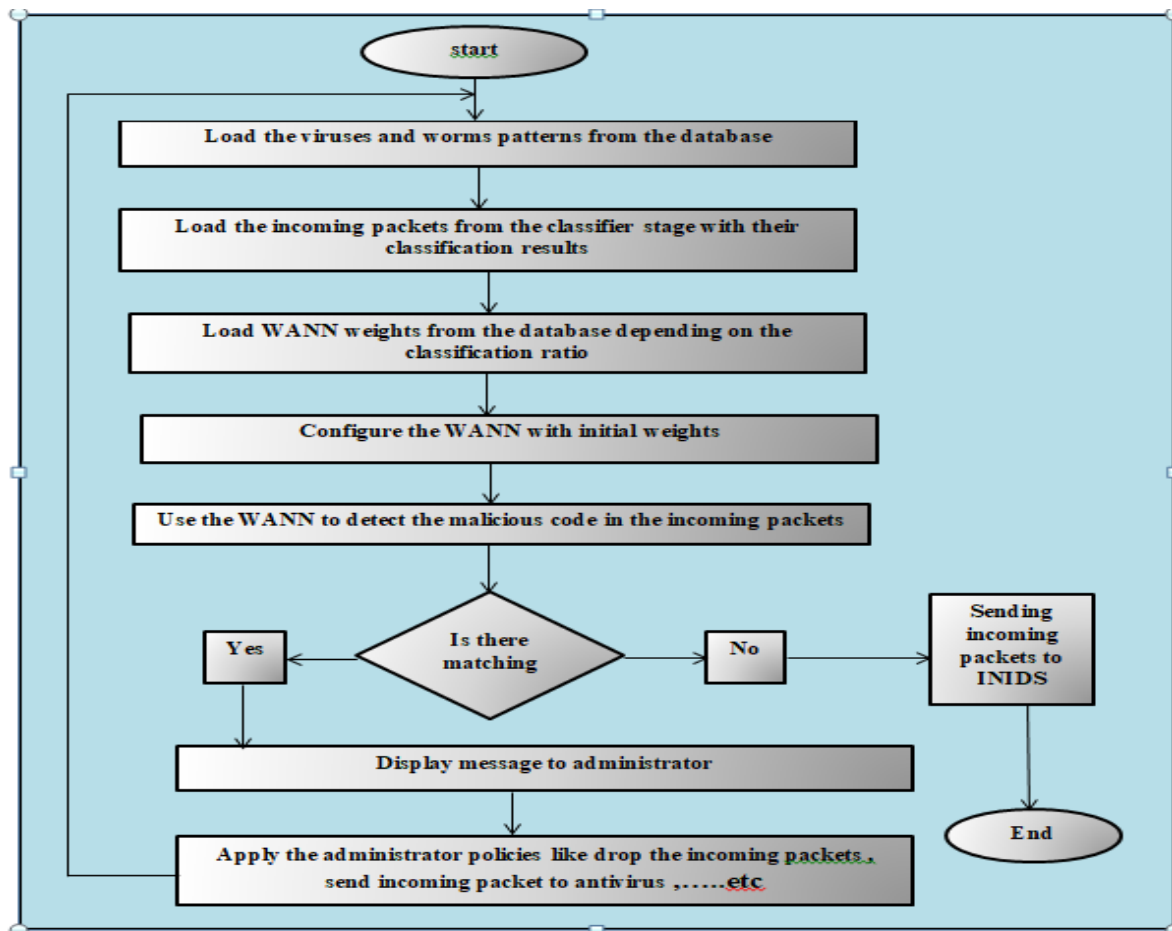 start
Load the viruses and worms patterns from the database
Load the incoming packets from the classifier stage with their
classification results
Load WANN weights from the database depending on the
classification ratio
Configure the WANN with initial weights
Use the WANN to detect the malicious code in the incoming packets
Is there
matching
Yes
No
Sending
incoming
packets to
INIDS
Display message to administrator
End
Apply the administrator policies like drop the incoming packets ,
send incoming packet to antivirus ,.....etc